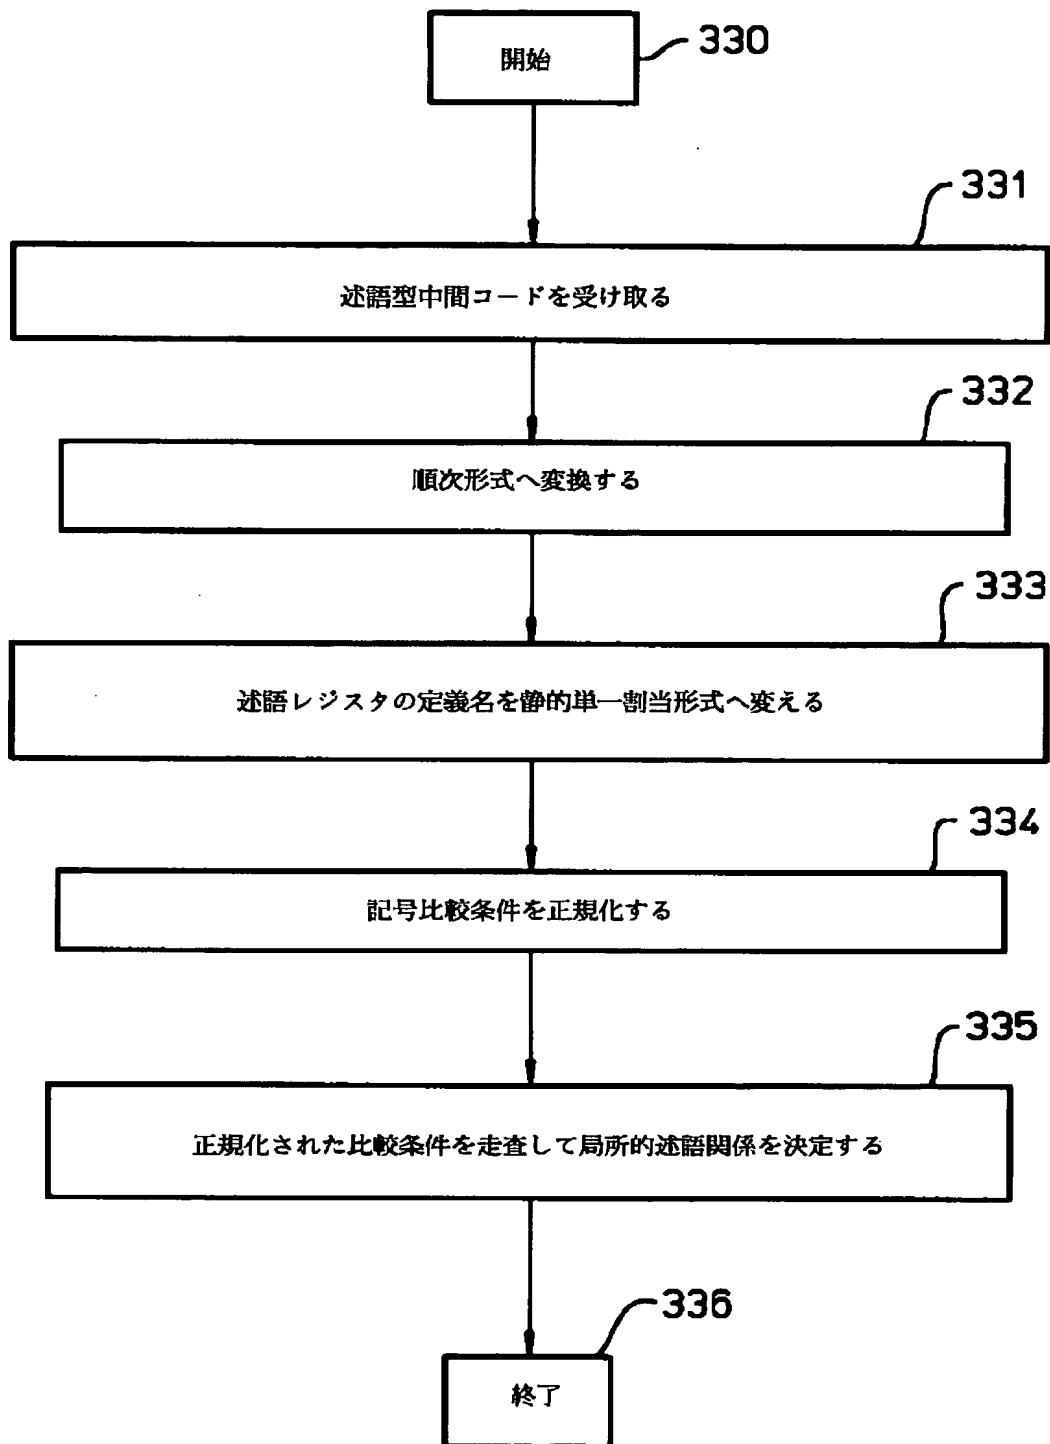 開始
330
331
述語型中間コードを受け取る
332
順次形式へ変換する
333
述語レジスタの定義名を静的単一割当形式へ変える
334
記号比較条件を正規化する
335
正規化された比較条件を走査して局所的述語関係を決定する
336
終了